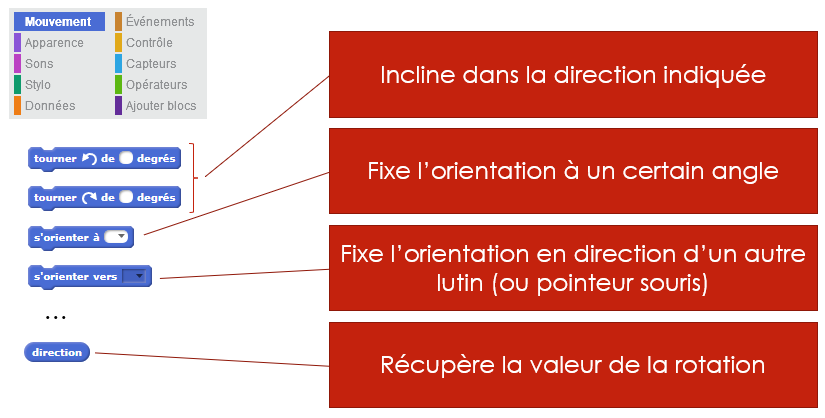 Mouvement
Événements
Apparence
Contrôle
Sons
Capteurs
Stylo
Opérateurs
Données
Ajouter blocs
tourner de degrés
tourner de degrés
s'orienter à
s'orienter vers
...
direction
Incline dans la direction indiquée
Fixe l’orientation à un certain angle
Fixe l’orientation en direction d’un autre
lutin (ou pointeur souris)
Récupère la valeur de la rotation